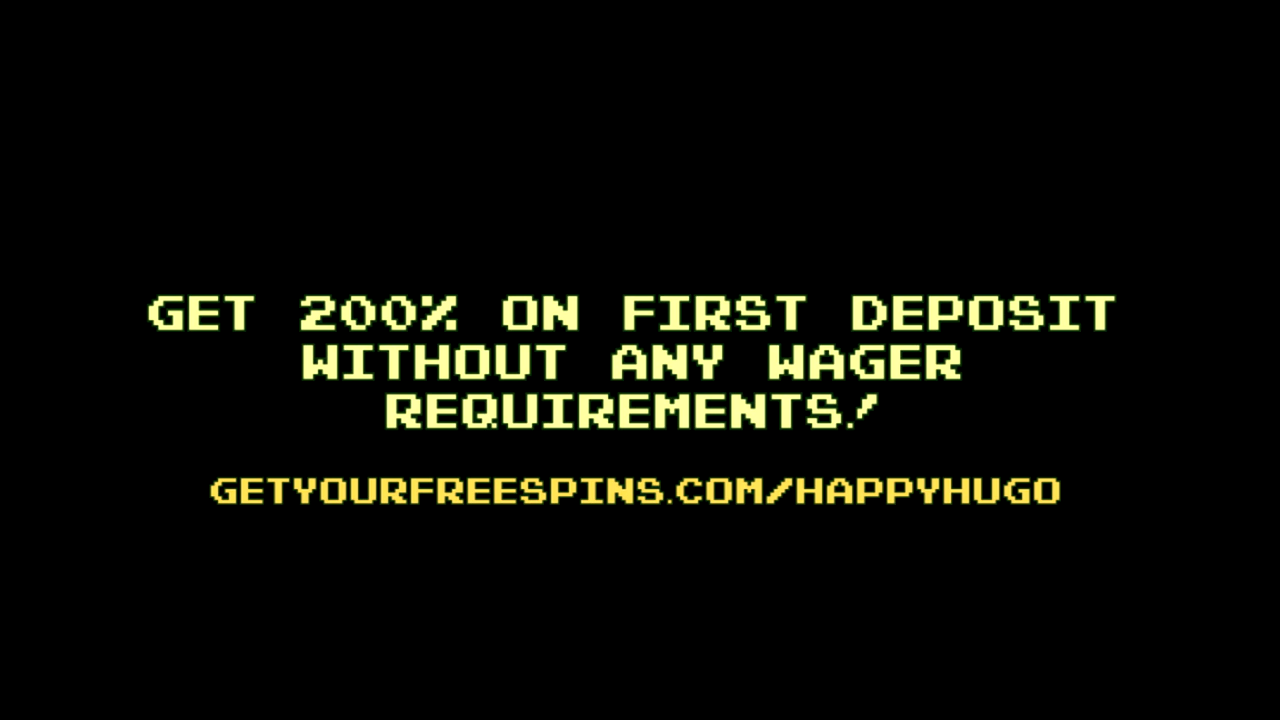 GET 200% ON FIRST DEPOSIT
WITHOUT ANY WAGER
REQUIREMENTS!
GETYOURFREESPINS.COM/HAPPYHUGO